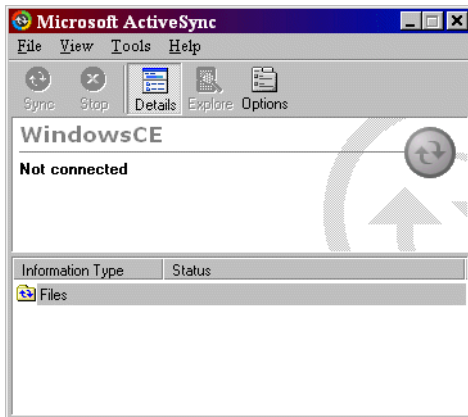 Microsoft ActiveSync
File View Tools Help
Sync Stop Details Explore Options
WindowsCE
Not connected
Information Type Status
Files